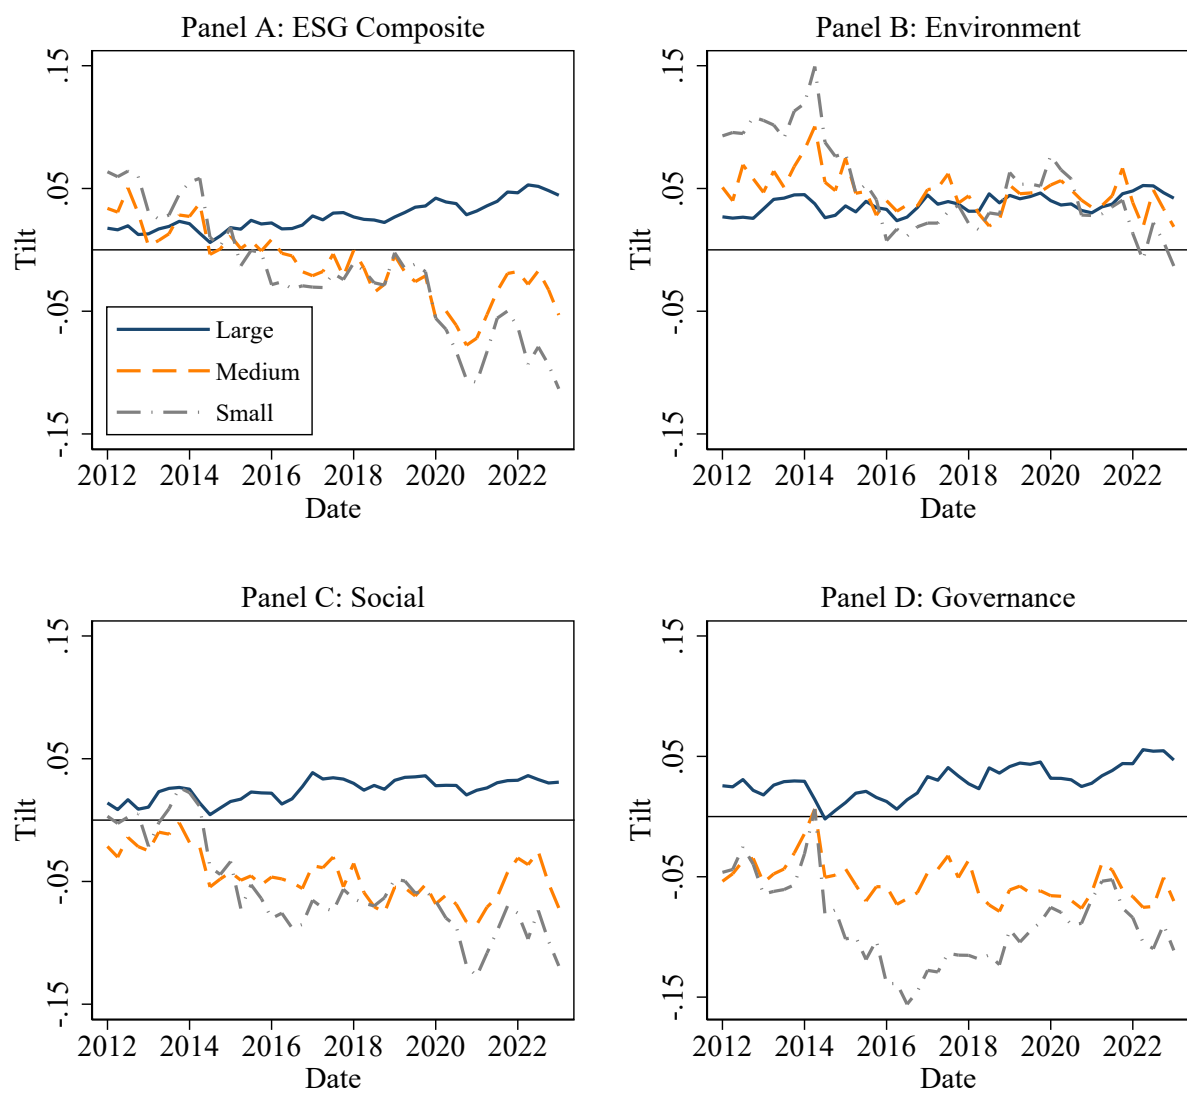 Panel A: ESG Composite
.15
.05
-.05
-.15
Tilt
Large
Medium
Small
2012 2014 2016 2018 2020 2022
Date
Panel B: Environment
.15
.05
-.05
-.15
Tilt
2012 2014 2016 2018 2020 2022
Date
Panel C: Social
.15
.05
-.05
-.15
Tilt
2012 2014 2016 2018 2020 2022
Date
Panel D: Governance
.15
.05
-.05
-.15
Tilt
2012 2014 2016 2018 2020 2022
Date